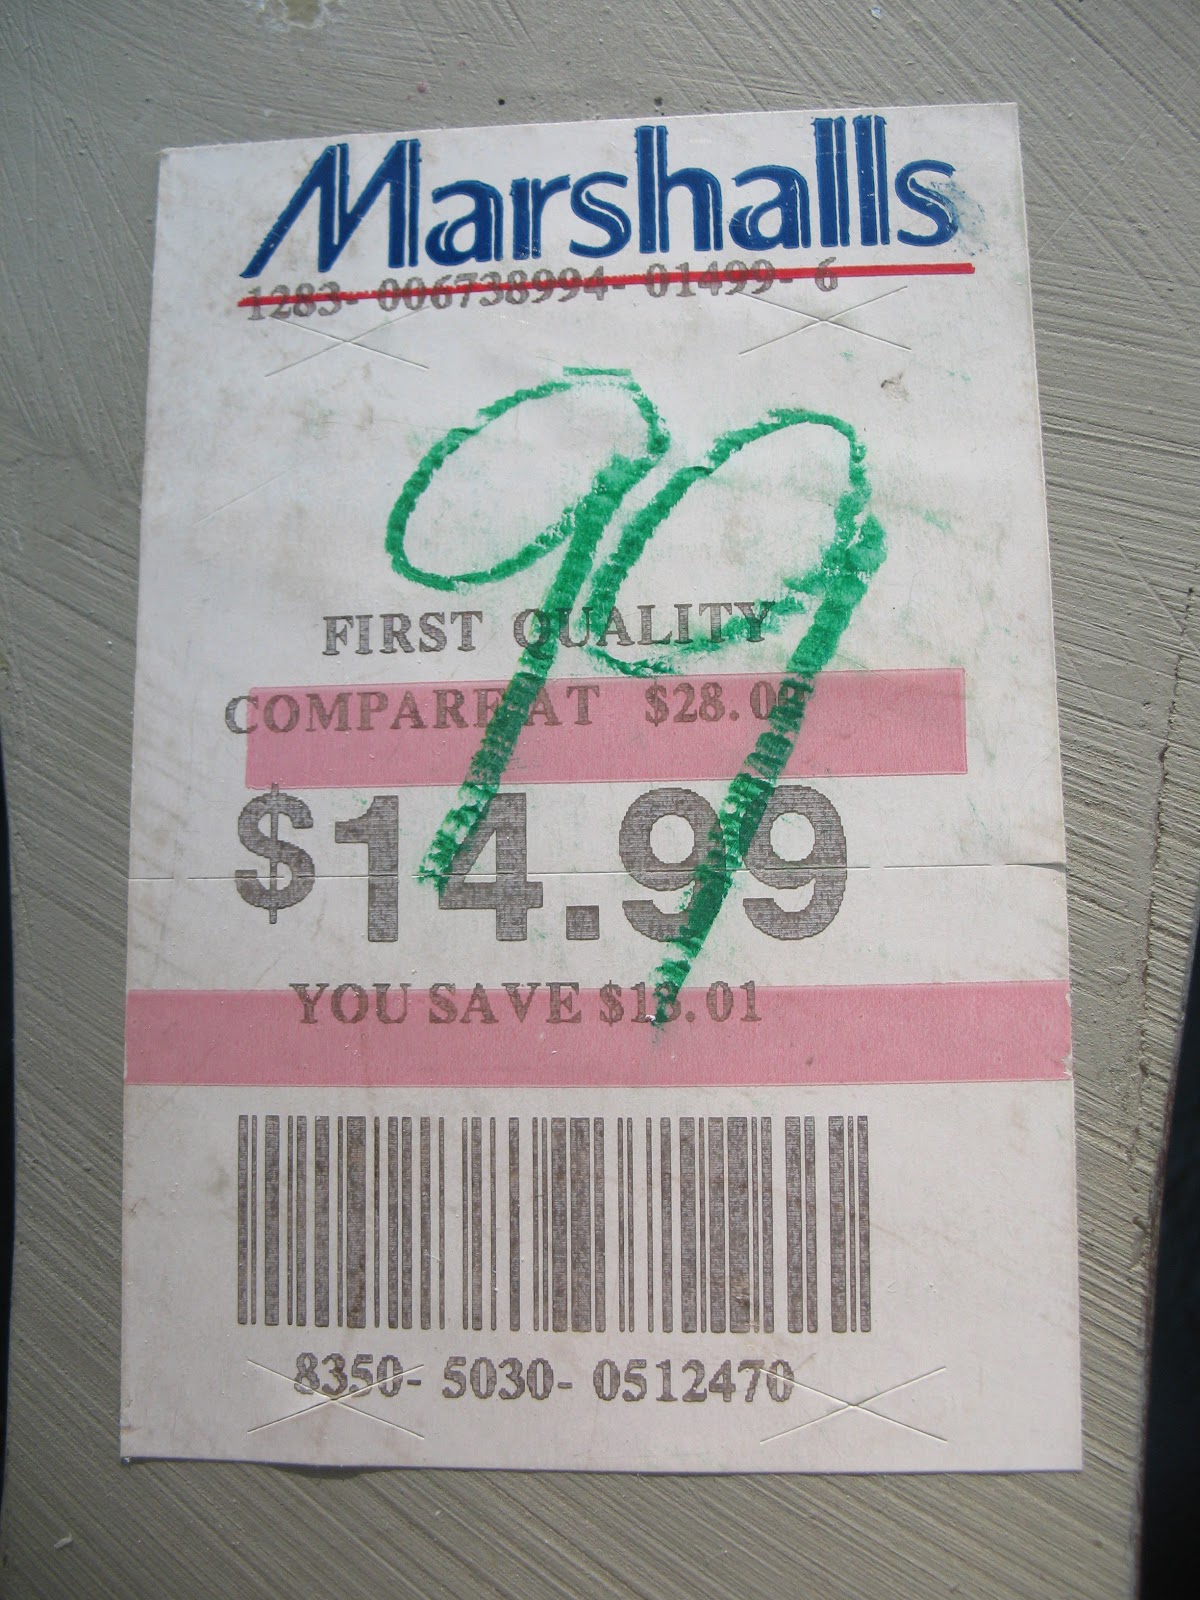 Marshalls
1283- 006738994- 01499- 6
99
FIRST QUALITY
COMPARE AT $28.00
$14.99
YOU SAVE $13.01
8350- 5030- 0512470